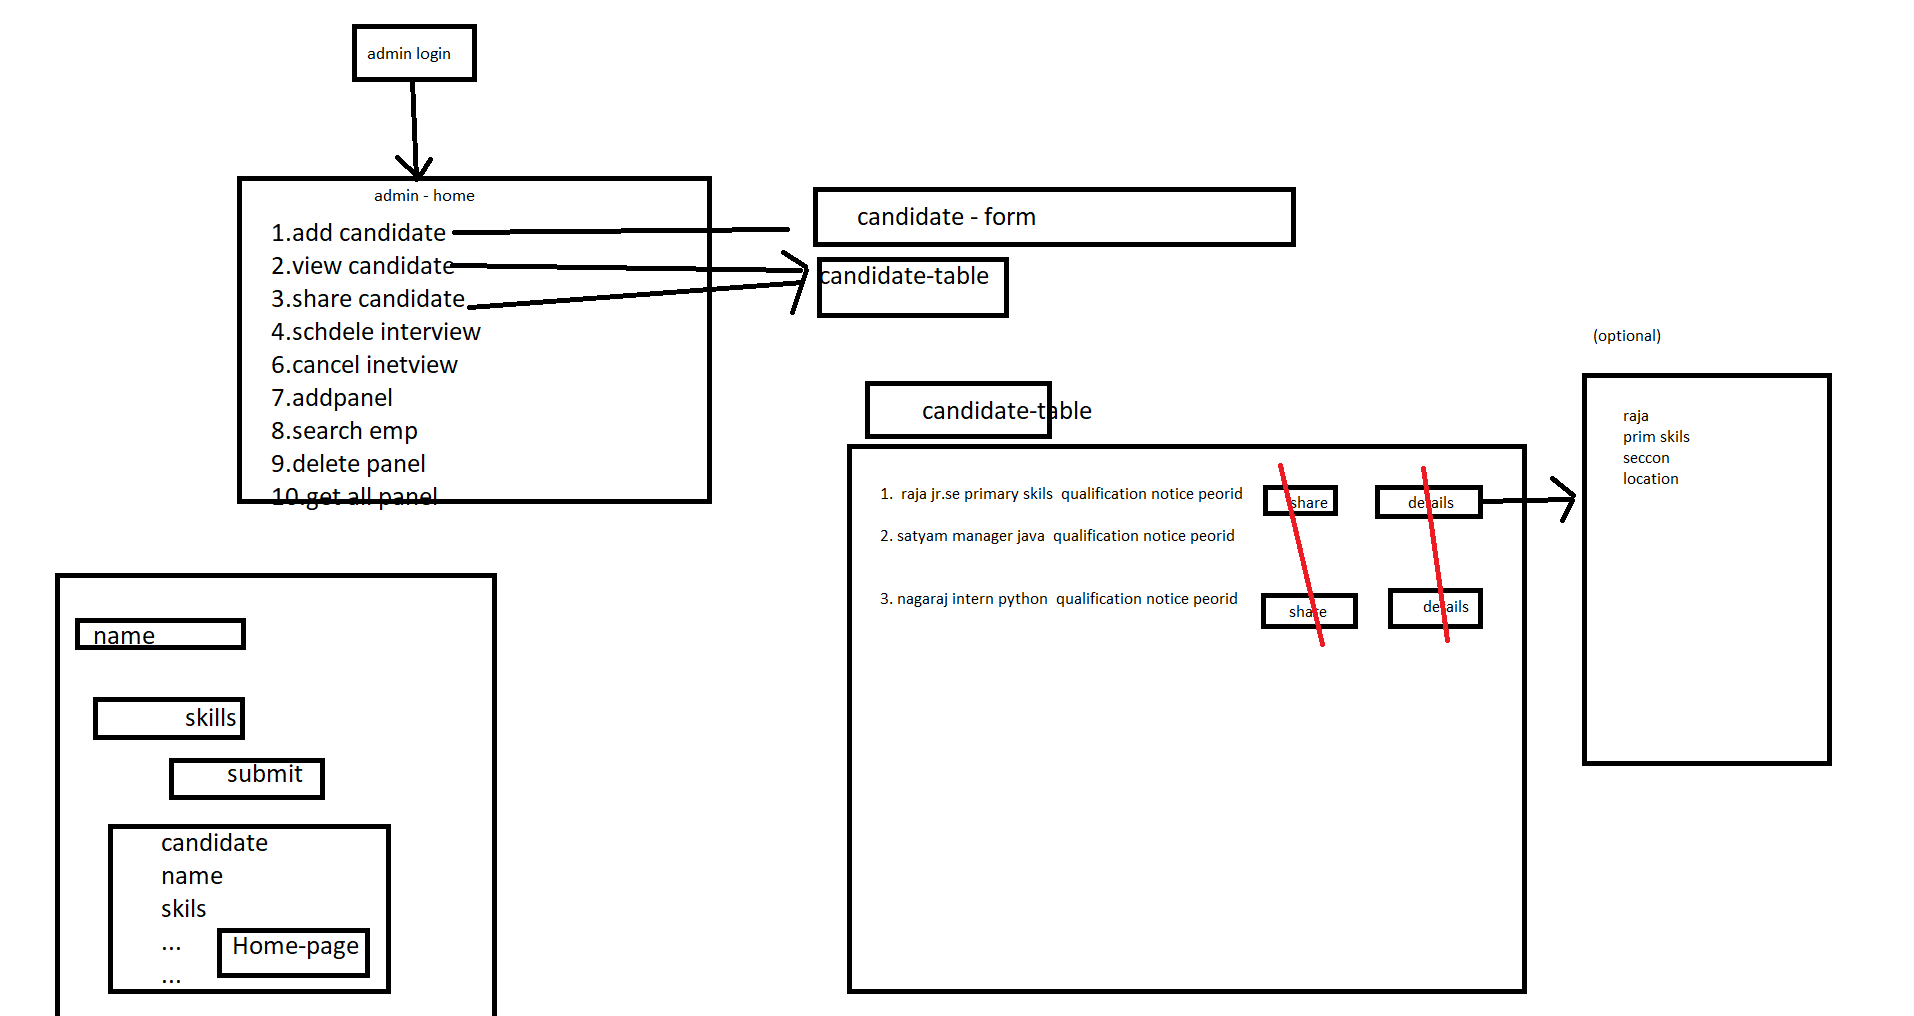 admin login
admin - home
1.add candidate
2.view candidate
3.share candidate
4.schdele interview
6.cancel inetview
7.addpanel
8.search emp
9.delete panel
10.get all panel
candidate - form
candidate-table
(optional)
raja
prim skils
seccon
location
candidate-table
1.  raja jr.se primary skils  qualification notice peorid
share
details
2. satyam manager java  qualification notice peorid
3. nagaraj intern python  qualification notice peorid
share
details
name
skills
submit
candidate
name
skils
...
Home-page
...